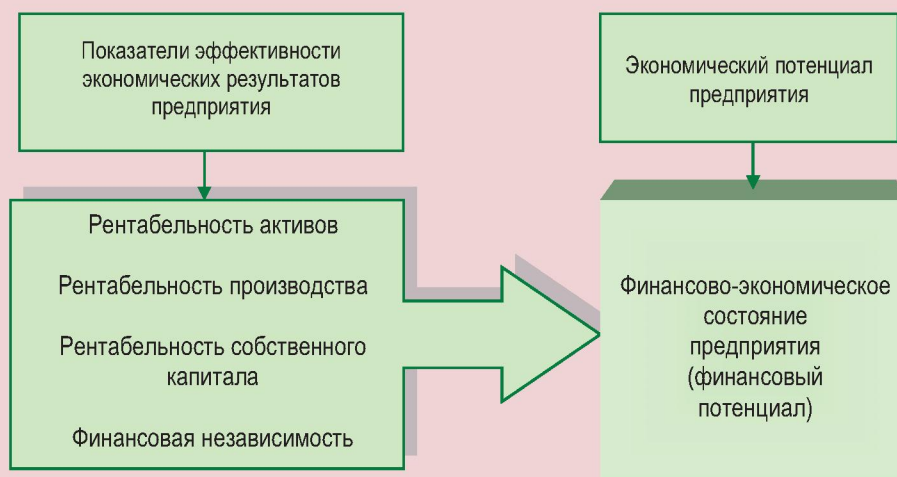 Показатели эффективности
экономических результатов
предприятия
Экономический потенциал
предприятия
Рентабельность активов
Рентабельность производства
Рентабельность собственного
капитала
Финансовая независимость
Финансово-экономическое
состояние
предприятия
(финансовый
потенциал)